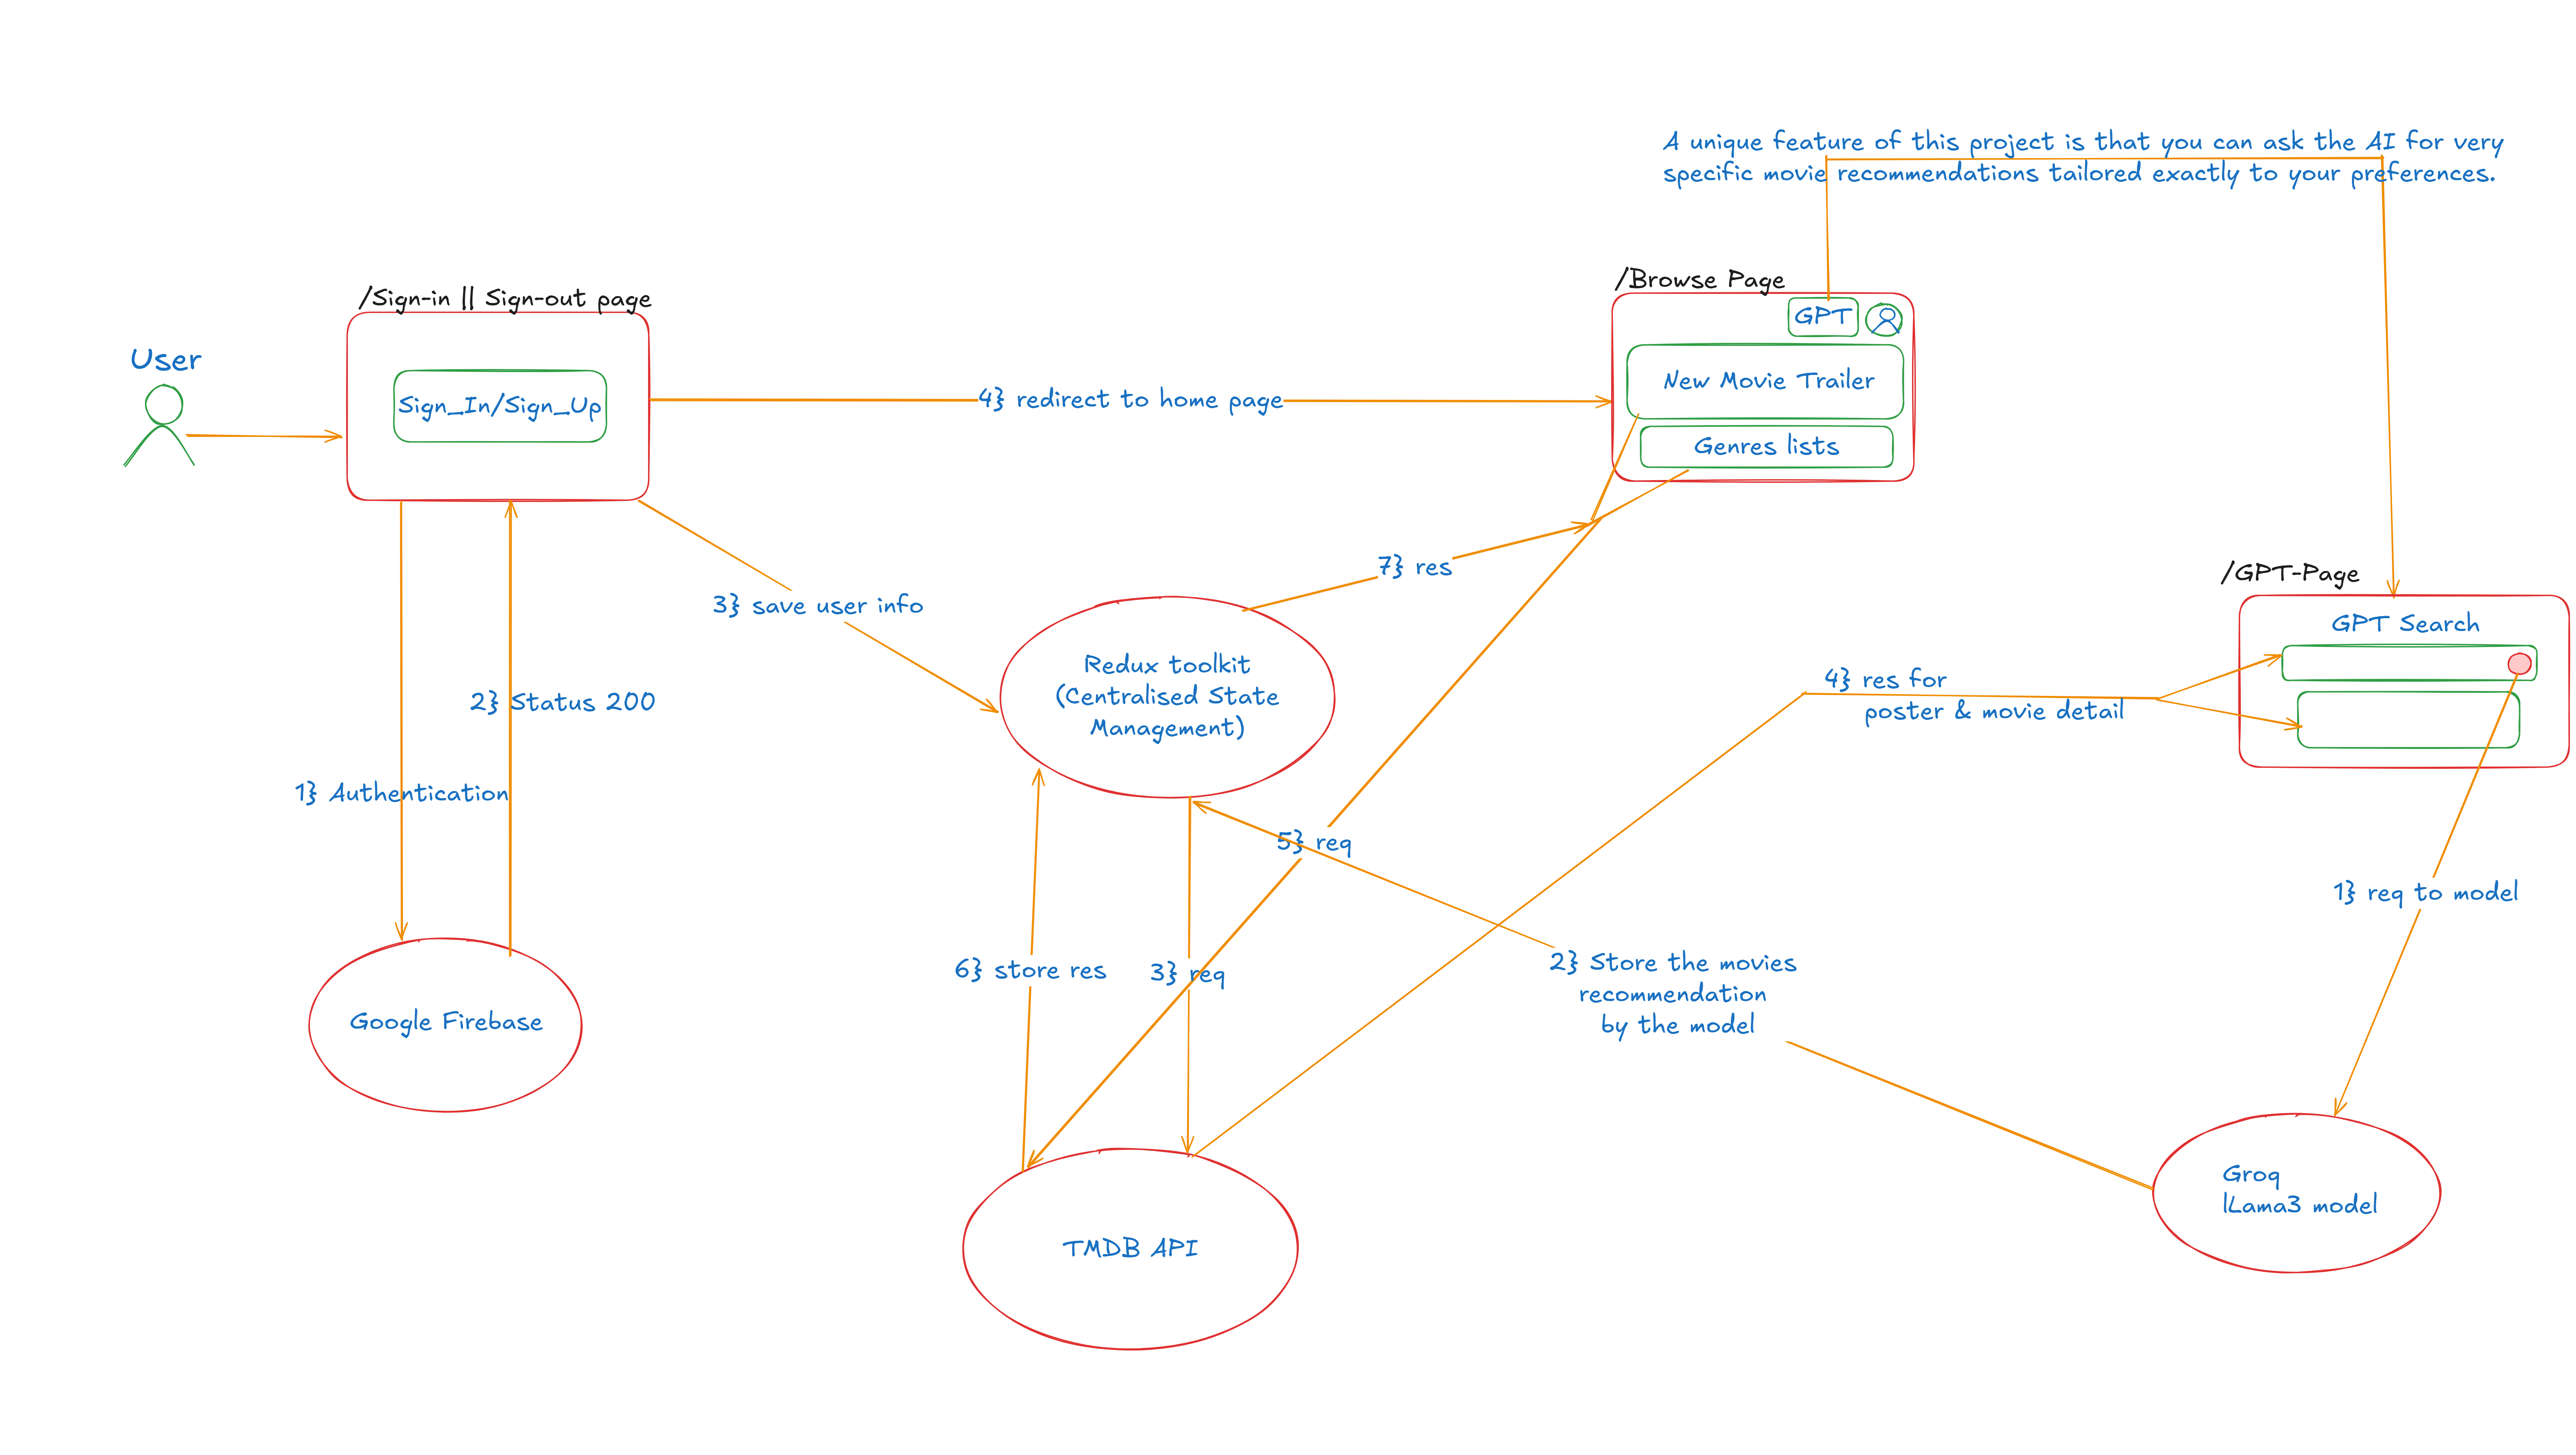 A unique feature of this project is that you can ask the AI for very
specific movie recommendations tailored exactly to your preferences.
/Browse Page
/Sign-in || Sign-out page
GPT
User
New Movie Trailer
Sign_In/Sign_Up
4} redirect to home page
Genres lists
7} res
/GPT-Page
3} save user info
GPT Search
Redux toolkit
(Centralised State
Management)
4} res for
poster & movie detail
2} Status 200
1} Authentication
5} req
1} req to model
6} store res
3} req
2} Store the movies
recommendation
by the model
Google Firebase
Groq
lLama3 model
TMDB API